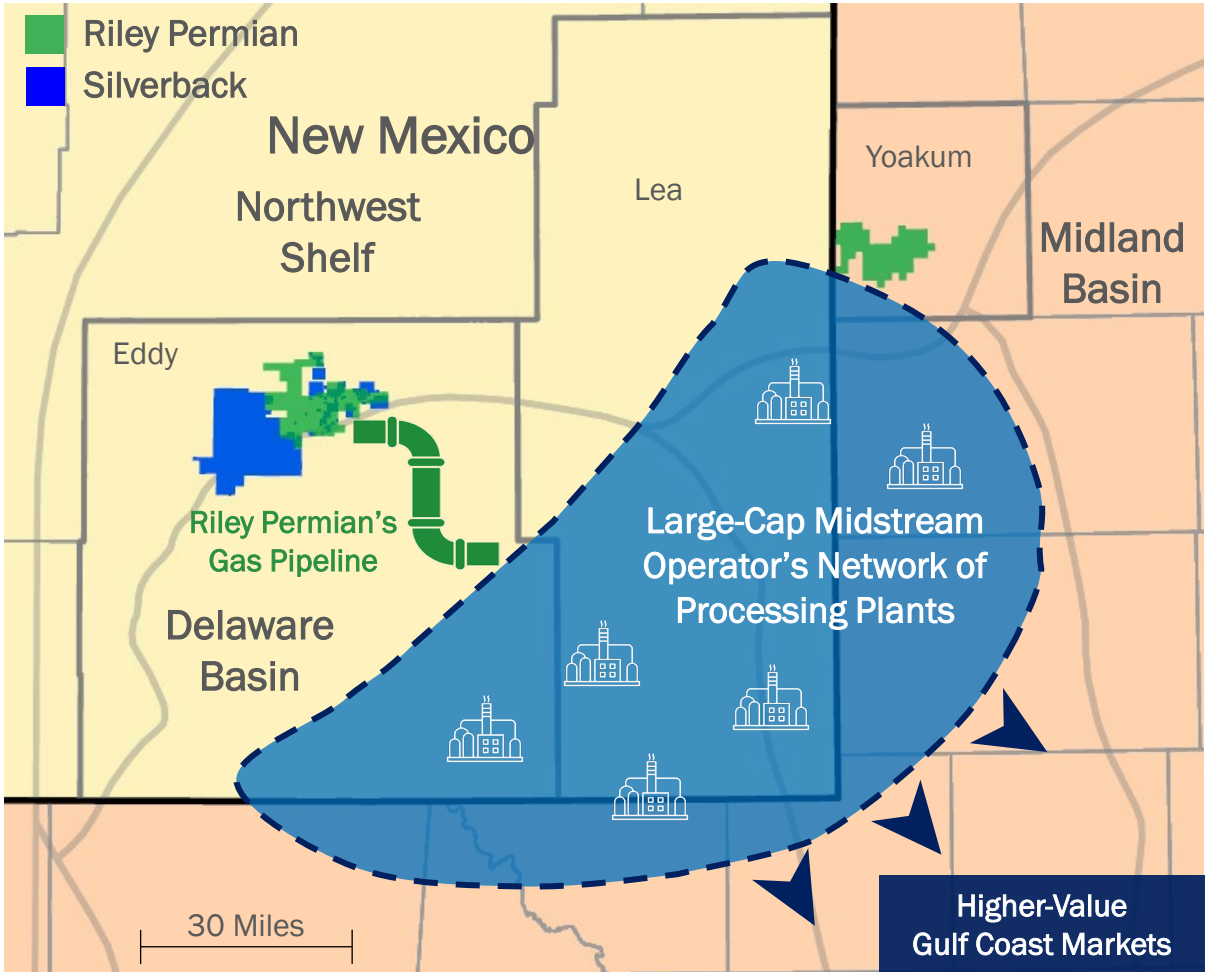 Riley Permian
Silverback
New Mexico
Northwest
Shelf
Lea
Yoakum
Midland
Basin
Eddy
Riley Permian's
Gas Pipeline
Large-Cap Midstream
Operator's Network of
Processing Plants
Delaware
Basin
30 Miles
Higher-Value
Gulf Coast Markets